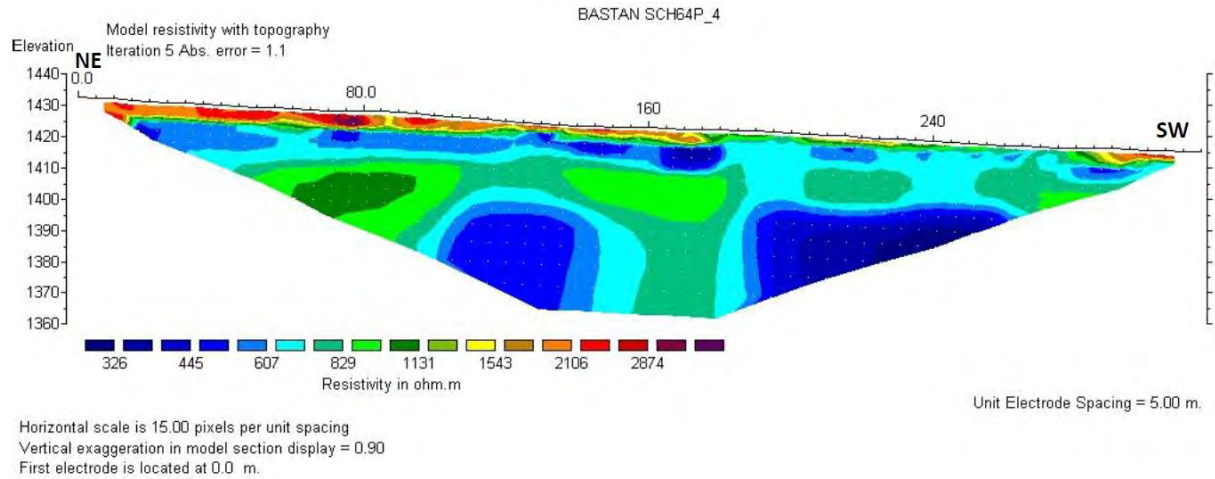 BASTAN SCH64P_4
Model resistivity with topography
Iteration 5 Abs. error = 1.1
Elevation
NE
0.0
80.0
160
240
SW
1440
1430
1420
1410
1400
1390
1380
1370
1360
326 445 607 829 1131 1543 2106 2874
Resistivity in ohm.m
Unit Electrode Spacing = 5.00 m.
Horizontal scale is 15.00 pixels per unit spacing
Vertical exaggeration in model section display = 0.90
First electrode is located at 0.0 m.